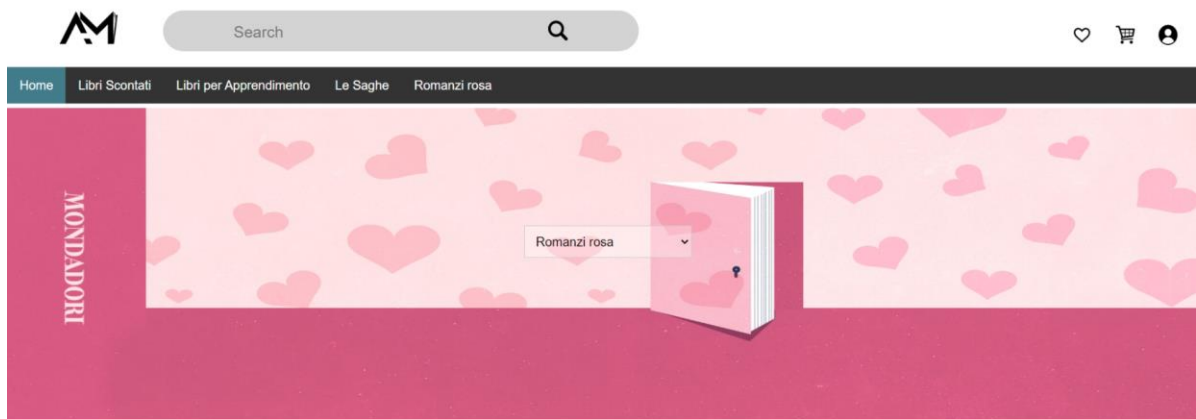 AM
Search
Home Libri Scontati Libri per Apprendimento Le Saghe Romanzi rosa
MONDADORI
Romanzi rosa